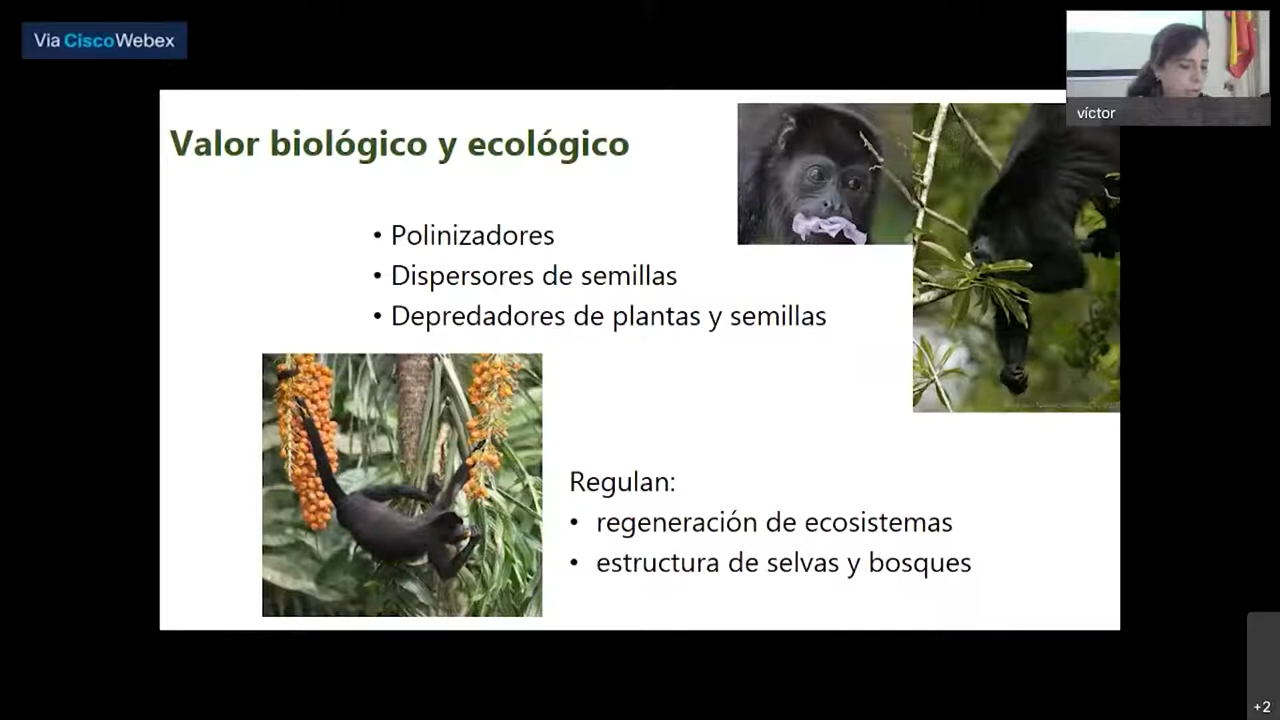 Vía CiscoWebex
víctor
Valor biológico y ecológico
• Polinizadores
• Dispersores de semillas
• Depredadores de plantas y semillas
Regulan:
• regeneración de ecosistemas
• estructura de selvas y bosques
+2